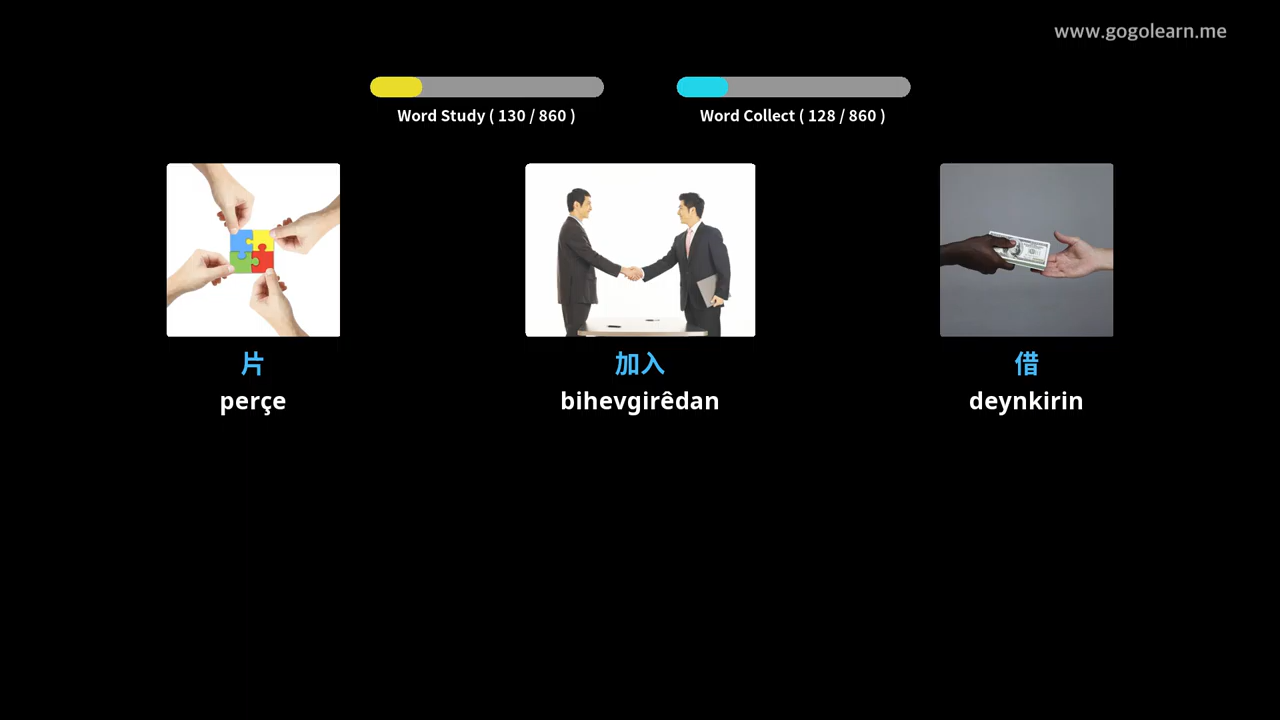 www.gogolearn.me
Word Study ( 130 / 860 )
Word Collect ( 128 / 860 )
片
perçe
加入
bihevgirêdan
借
deynkirin